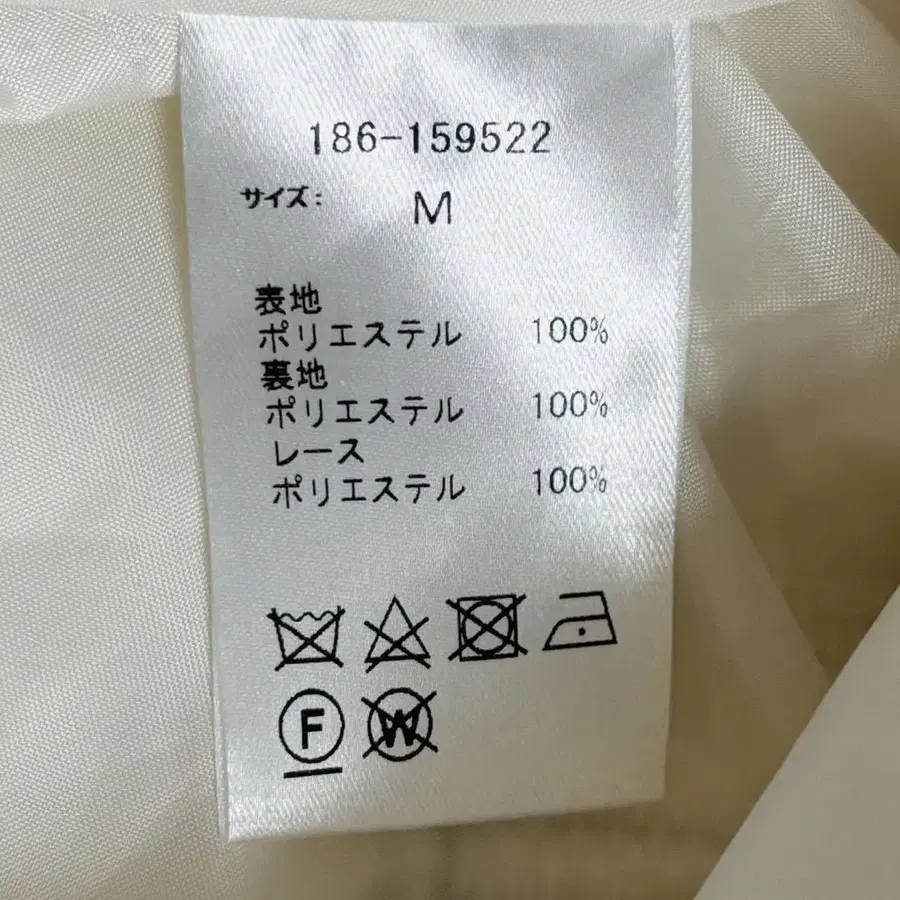 186-159522
サイズ: M
表地
ポリエステル 100%
裏地
ポリエステル 100%
レース
ポリエステル 100%
F W